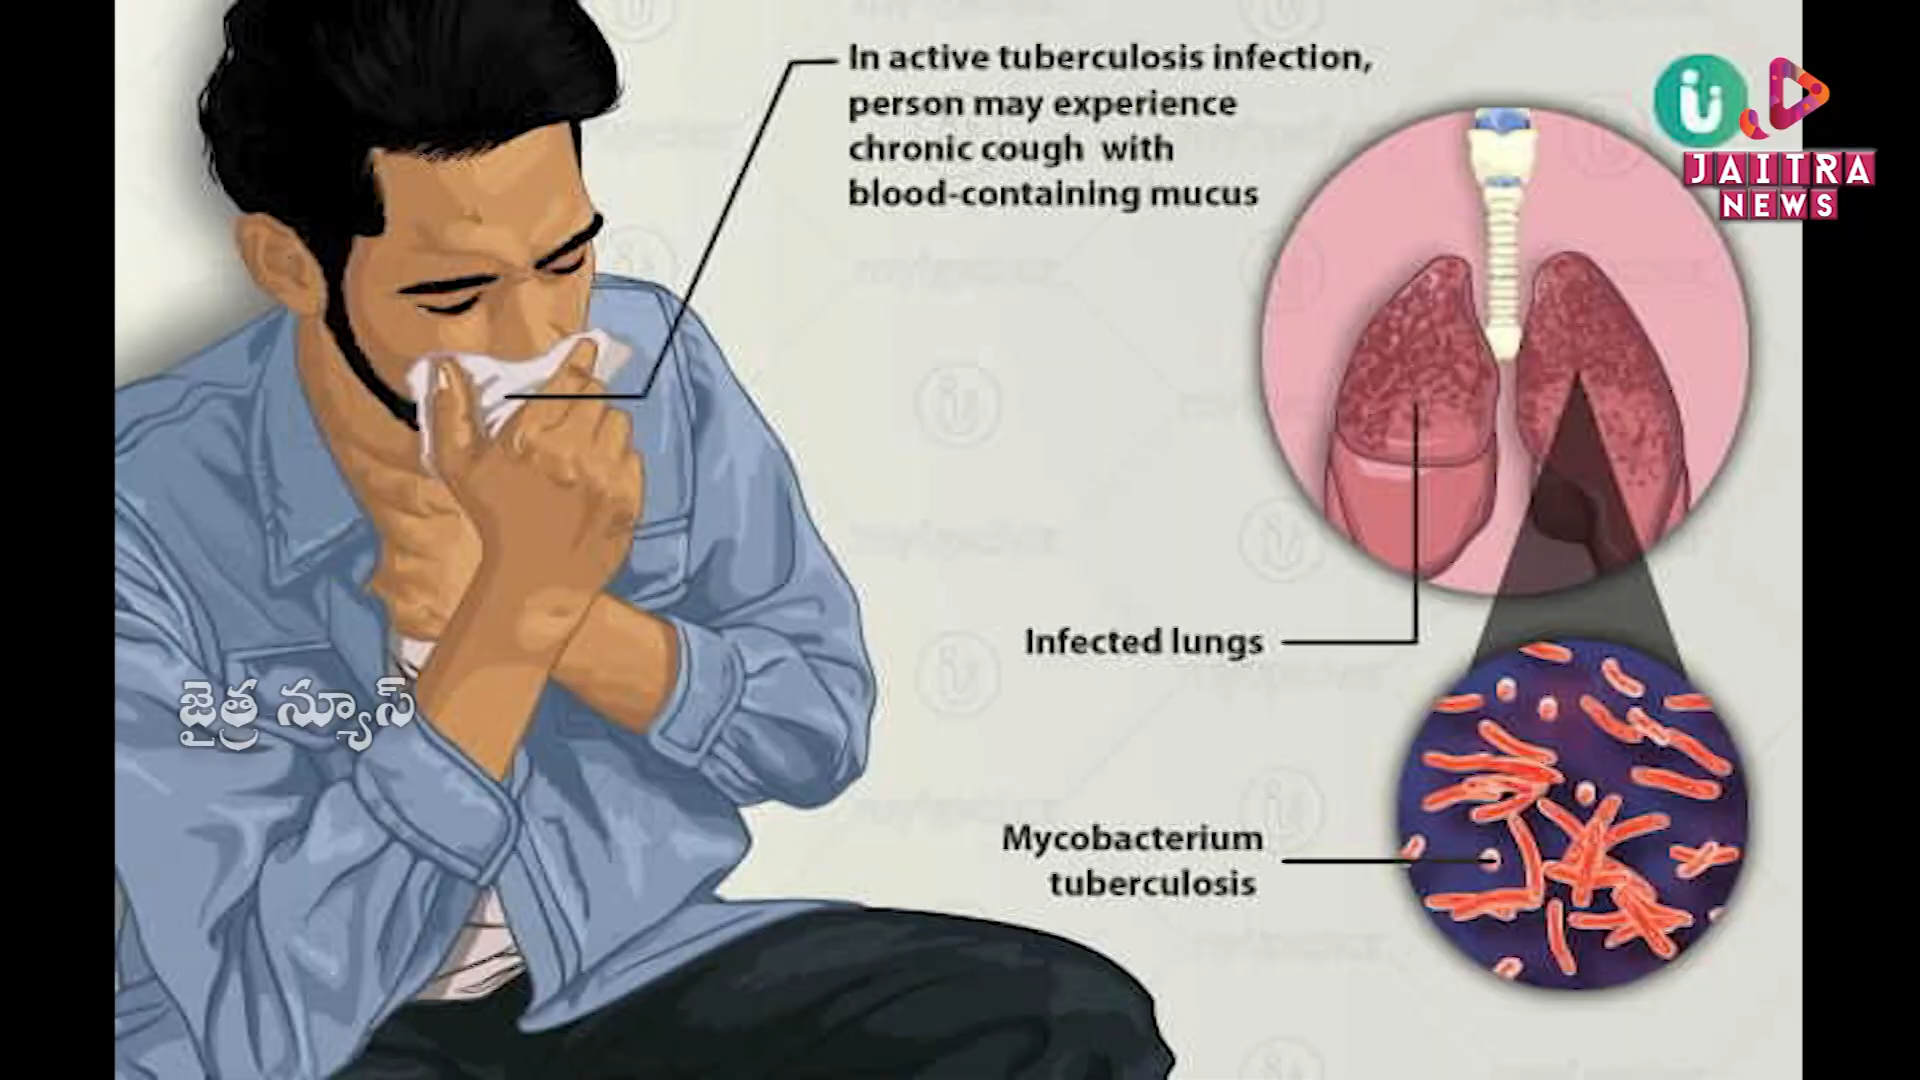 In active tuberculosis infection,
person may experience
chronic cough with
blood-containing mucus
JAITRA
NEWS
Infected lungs
జైత్ర న్యూస్
Mycobacterium
tuberculosis